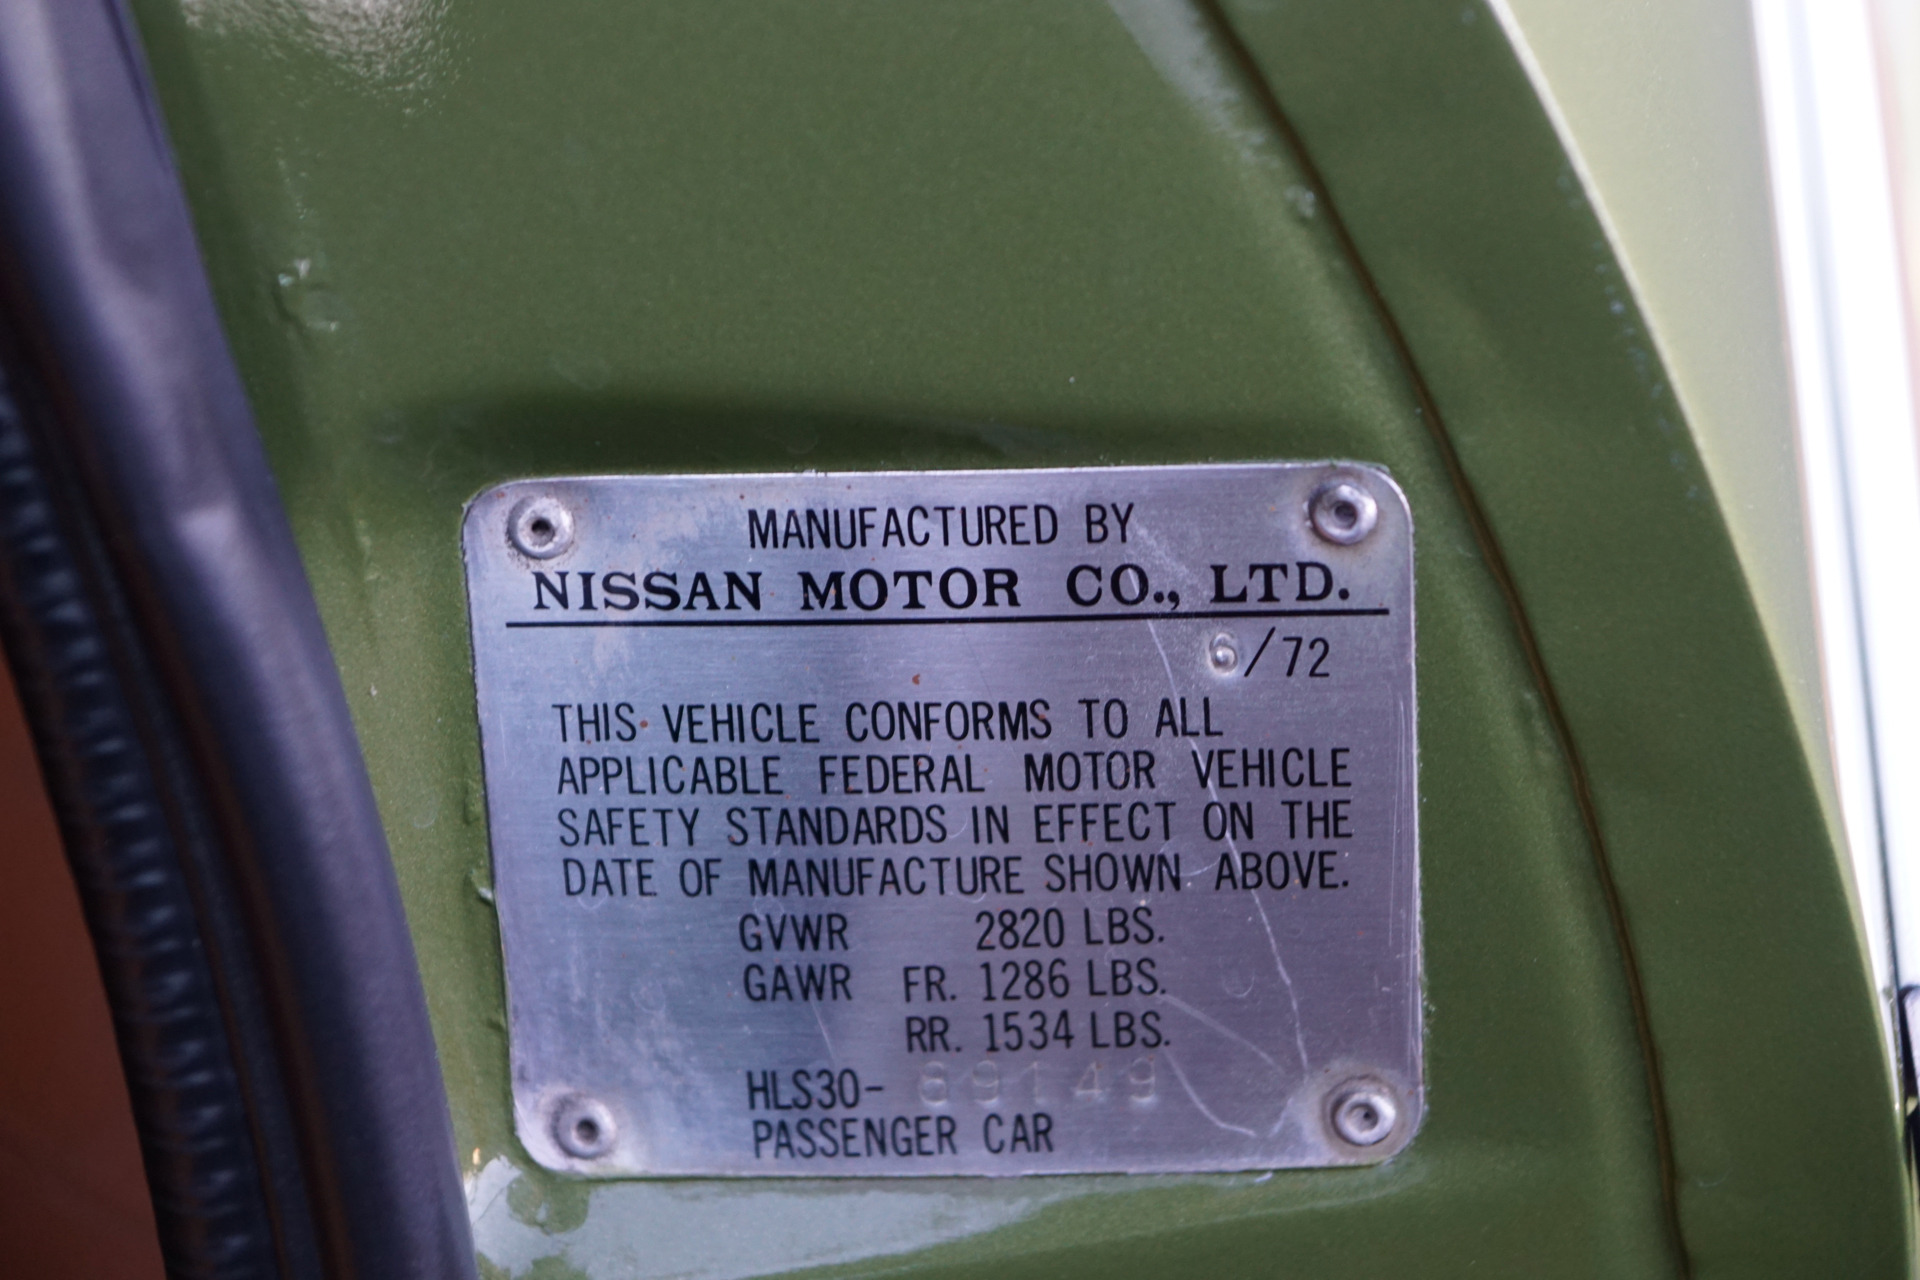 MANUFACTURED BY
NISSAN MOTOR CO., LTD.
6/72
THIS VEHICLE CONFORMS TO ALL
APPLICABLE FEDERAL MOTOR VEHICLE
SAFETY STANDARDS IN EFFECT ON THE
DATE OF MANUFACTURE SHOWN ABOVE.
GVWR 2820 LBS.
GAWR FR. 1286 LBS.
RR. 1534 LBS.
HLS30-
PASSENGER CAR